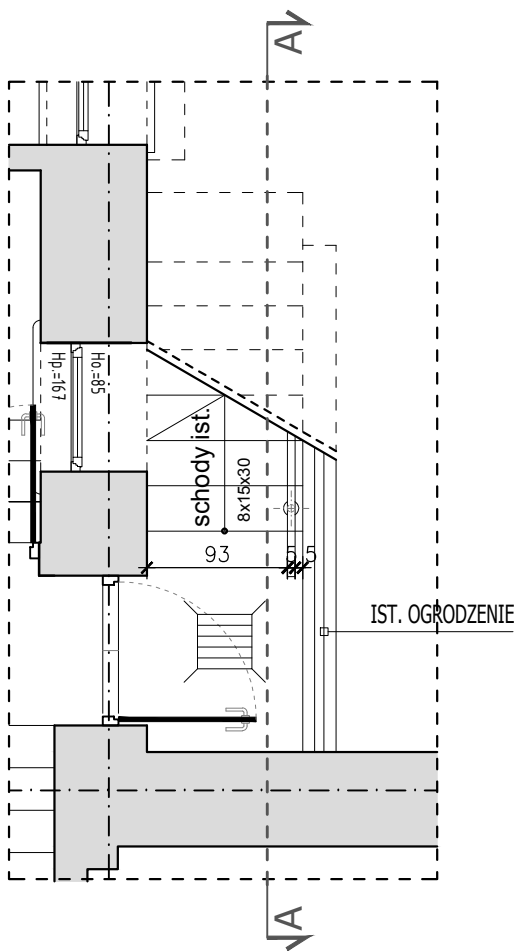 A
Ho.=85
Hp.=167
schody ist.
8x15x30
93
5
5
IST. OGRODZENIE
A